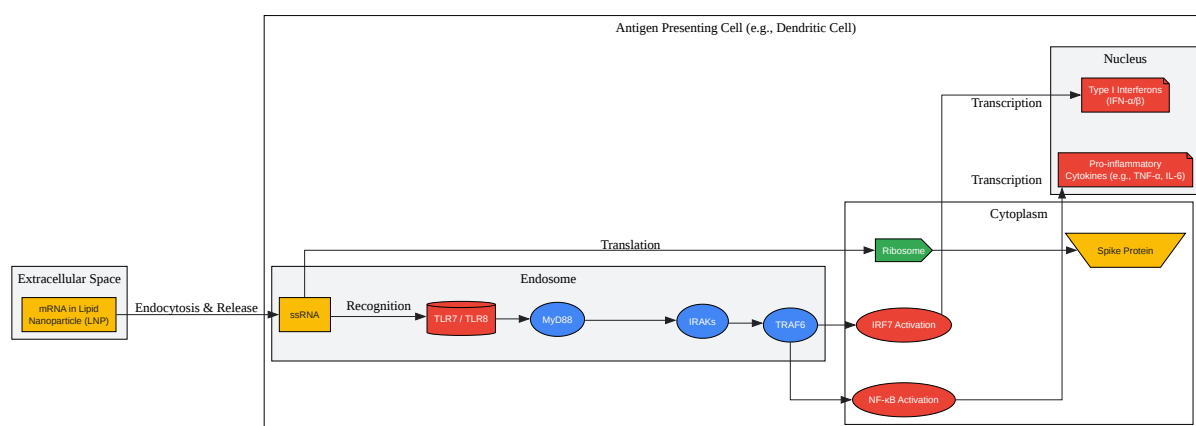 Antigen Presenting Cell (e.g., Dendritic Cell)
Nucleus
Type I Interferons
(IFN-α/β)
Transcription
Pro-inflammatory
Cytokines (e.g., TNF-α, IL-6)
Transcription
Cytoplasm
Translation
Ribosome
Spike Protein
Extracellular Space
mRNA in Lipid
Nanoparticle (LNP)
Endocytosis & Release
Endosome
ssRNA
Recognition
TLR7 / TLR8
MyD88
IRAKs
TRAF6
IRF7 Activation
NF-κB Activation